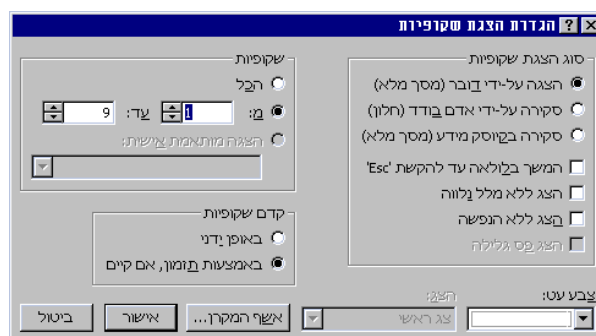 הגדרת הצגת שקופיות
סוג הצגת שקופיות
הצגה על-ידי דובר (מסך מלא)
סקירה על-ידי אדם בודד (חלון)
סקירה בקיוסק מידע (מסך מלא)
המשך בלולאה עד להקשת 'Esc'
הצג ללא מלל נלווה
הצג ללא הנפשה
הצג פס גלילה
שקופיות
הכל
מ: 1 עד: 9
הצגה מותאמת אישית:
קדם שקופיות
באופן ידני
באמצעות תזמון, אם קיים
צבע עט:
הצג:
צג ראשי
אשף המקרן...
אישור
ביטול